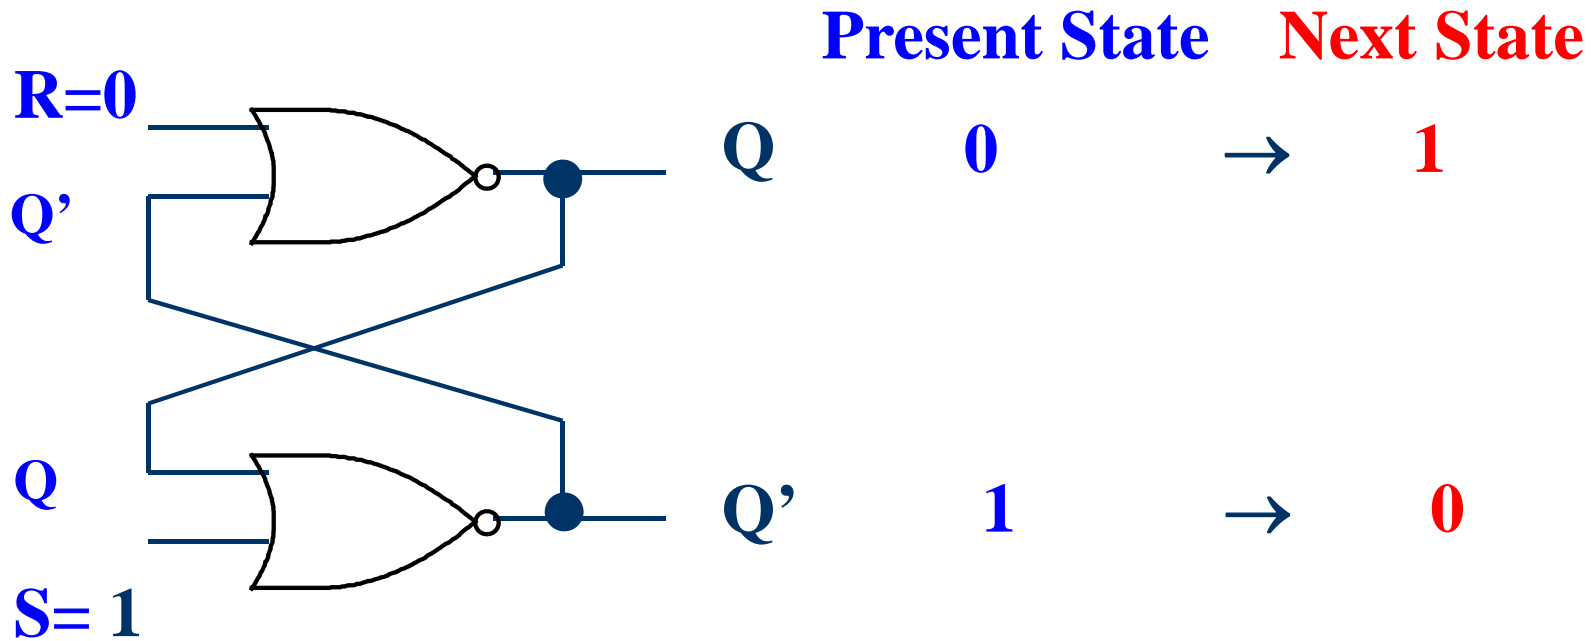 Present State Next State
R=0
Q 0 → 1
Q’
Q
Q’ 1 → 0
S= 1